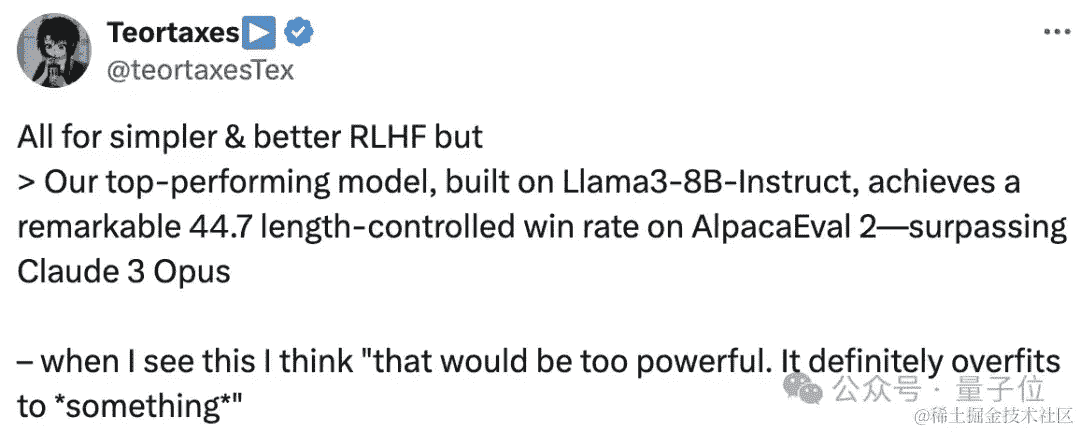 Teortaxes▶️
@teortaxesTex
All for simpler & better RLHF but
> Our top-performing model, built on Llama3-8B-Instruct, achieves a
remarkable 44.7 length-controlled win rate on AlpacaEval 2—surpassing
Claude 3 Opus
– when I see this I think "that would be too powerful. It definitely overfits
to *something*"
公众号 · 量子位
@稀土掘金技术社区